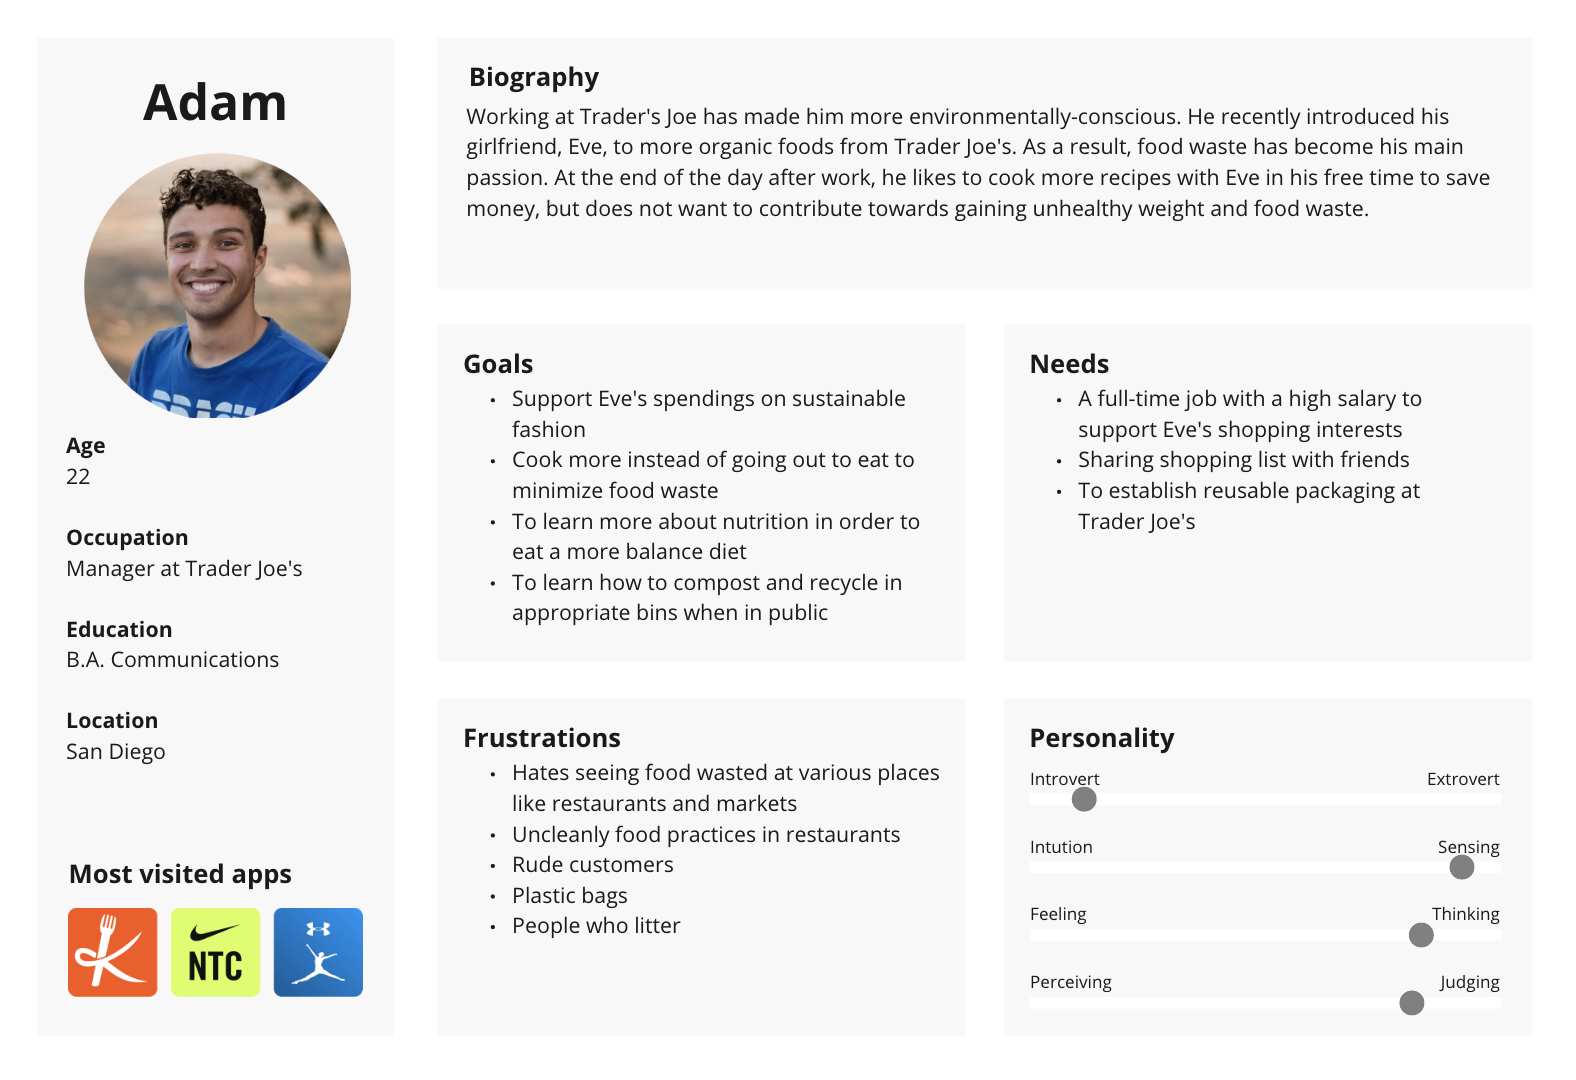 Adam
Age
22
Occupation
Manager at Trader Joe's
Education
B.A. Communications
Location
San Diego
Most visited apps
NTC
Biography
Working at Trader's Joe has made him more environmentally-conscious. He recently introduced his
girlfriend, Eve, to more organic foods from Trader Joe's. As a result, food waste has become his main
passion. At the end of the day after work, he likes to cook more recipes with Eve in his free time to save
money, but does not want to contribute towards gaining unhealthy weight and food waste.
Goals
• Support Eve's spendings on sustainable
fashion
• Cook more instead of going out to eat to
minimize food waste
• To learn more about nutrition in order to
eat a more balance diet
• To learn how to compost and recycle in
appropriate bins when in public
Needs
• A full-time job with a high salary to
support Eve's shopping interests
• Sharing shopping list with friends
• To establish reusable packaging at
Trader Joe's
Frustrations
• Hates seeing food wasted at various places
like restaurants and markets
• Uncleanly food practices in restaurants
• Rude customers
• Plastic bags
• People who litter
Personality
Introvert Extrovert
Intution Sensing
Feeling Thinking
Perceiving Judging